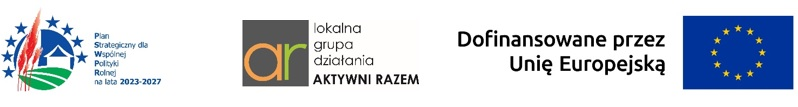 Plan
Strategiczny dla
Wspólnej
Polityki
Rolnej
na lata 2023-2027
ar
lokalna
grupa
działania
AKTYWNI RAZEM
Dofinansowane przez
Unię Europejską